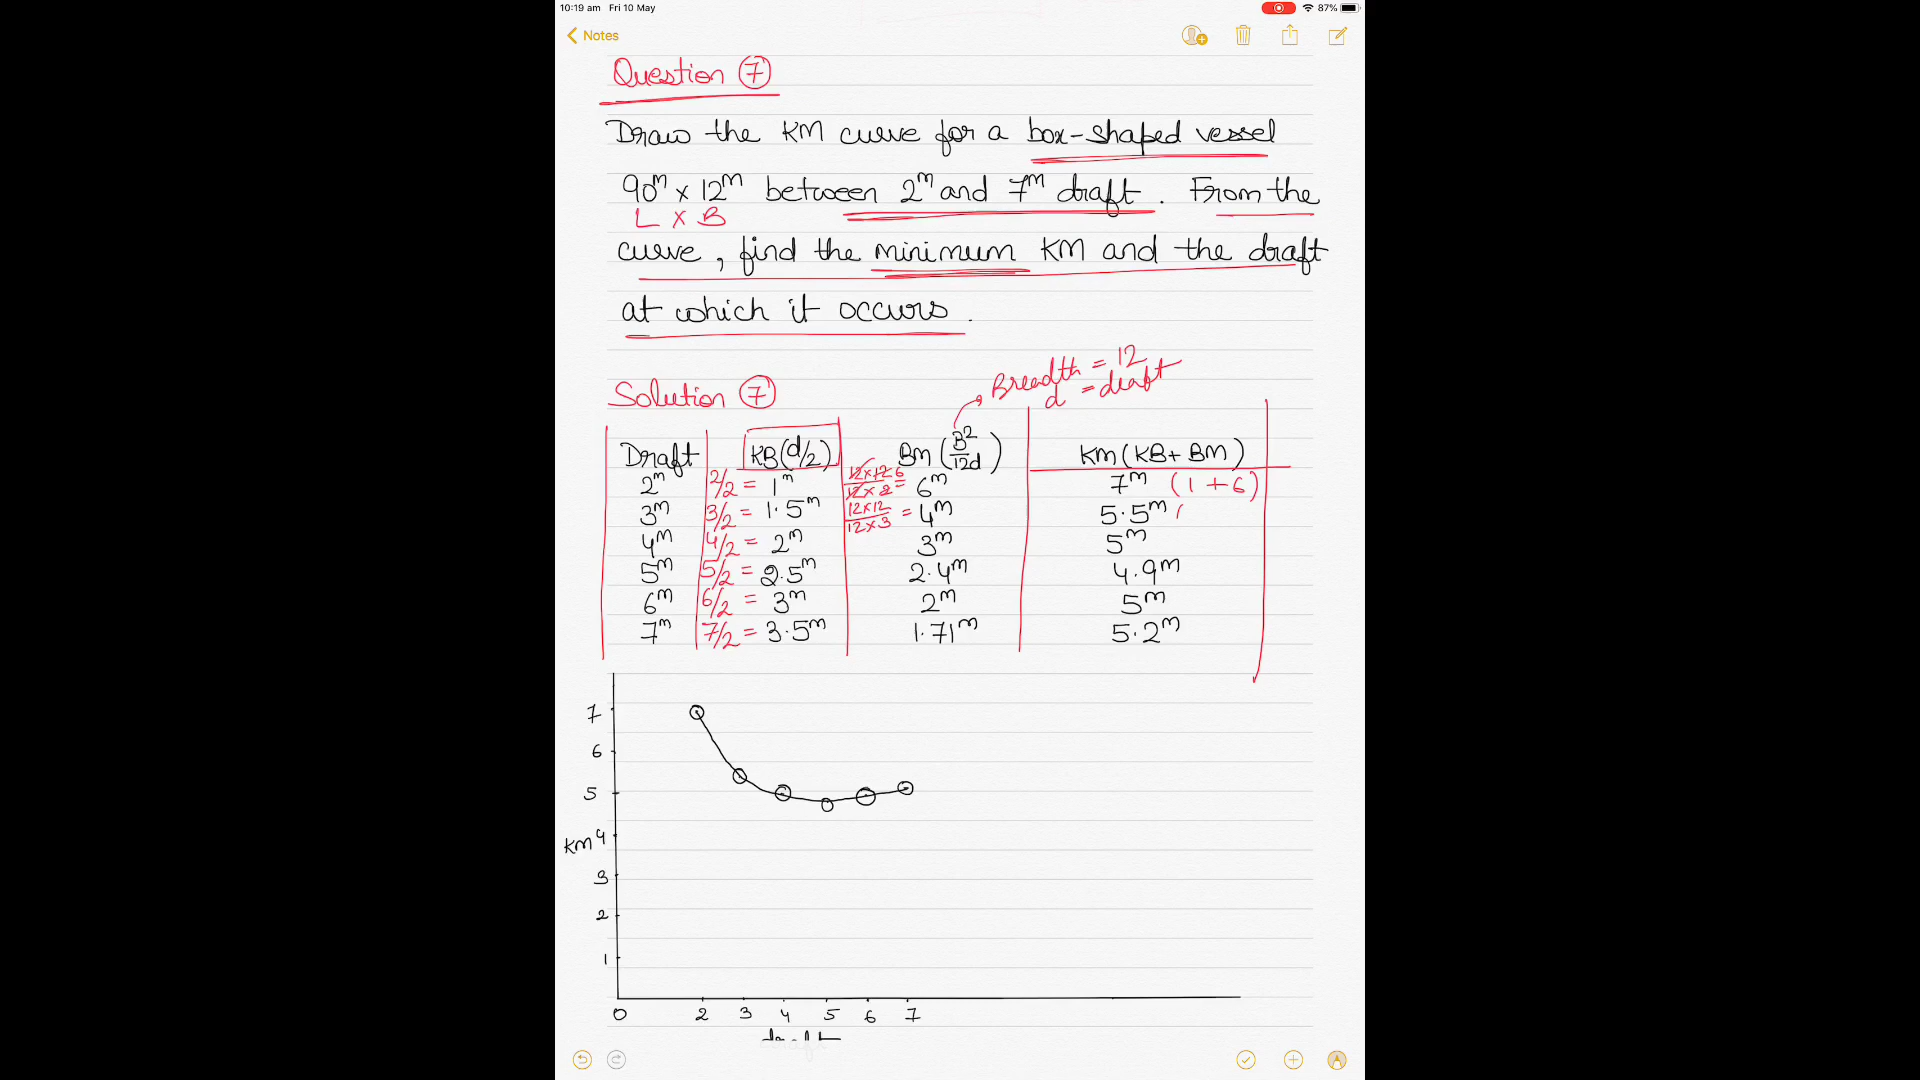 10:19 am Fri 10 May 87%
Notes
Question 7
Draw the KM curve for a box-shaped vessel
90m x 12m between 2m and 7m draft. From the
L x B
curve, find the minimum KM and the draft
at which it occurs.
Breadth = 12
d = draft
Solution 7
Draft KB(d/2) BM(B²/12d) KM(KB+BM)
2m 2/2 = 1m 12x12/12x2 6 = 6m 7m (1+6)
3m 3/2 = 1.5m 12x12/12x3 = 4m 5.5m (
4m 4/2 = 2m 3m 5m
5m 5/2 = 2.5m 2.4m 4.9m
6m 6/2 = 3m 2m 5m
7m 7/2 = 3.5m 1.71m 5.2m
7
6
5
KM 4
3
2
1
0 2 3 4 5 6 7